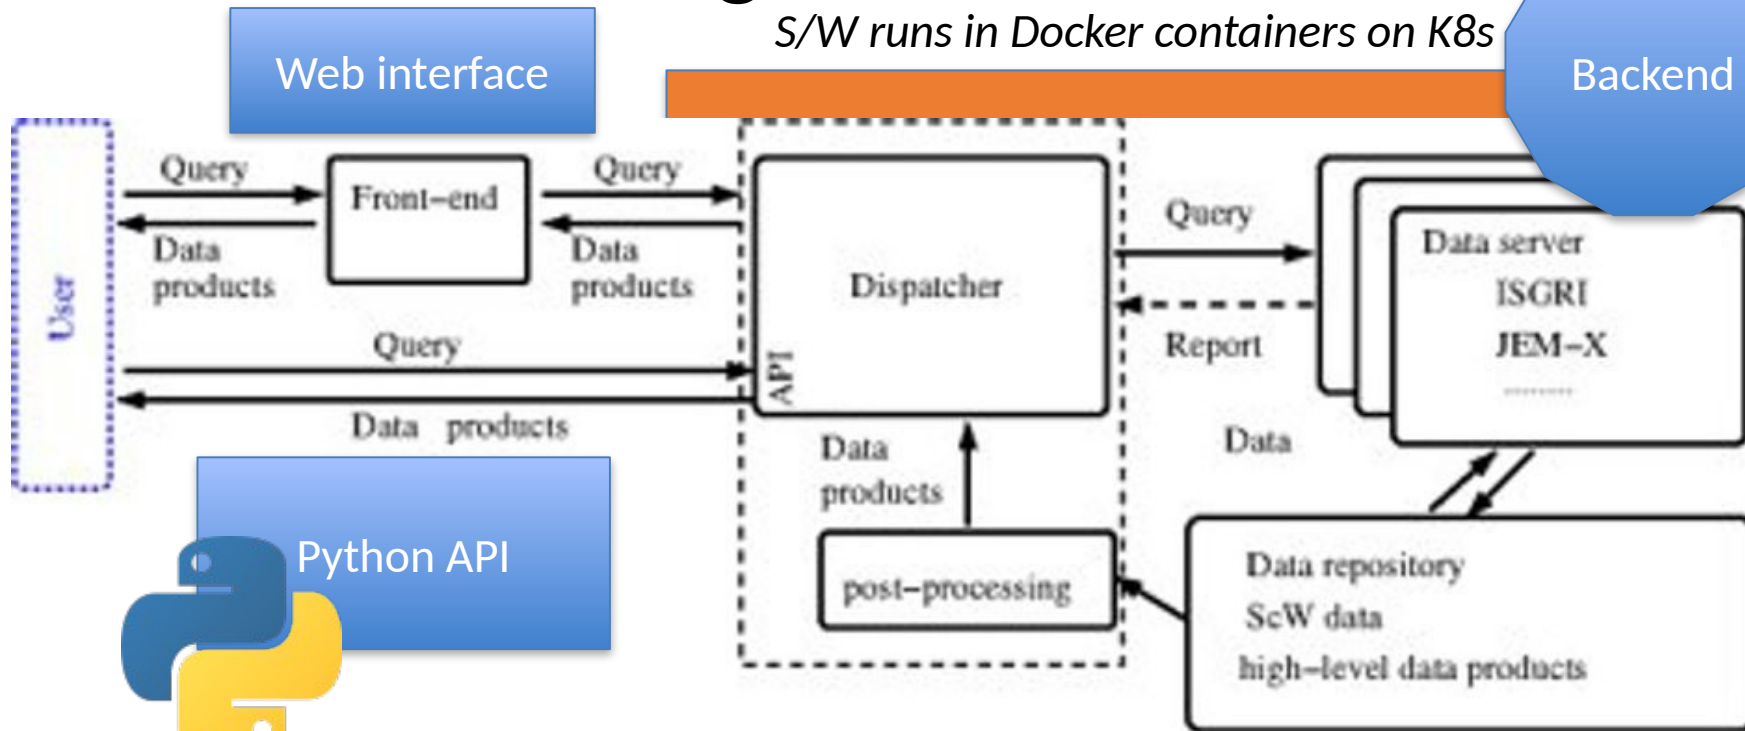 S/W runs in Docker containers on K8s
Web interface
Backend
User
Query
Data
products
Front-end
Query
Data
products
Query
Data products
API
Dispatcher
Query
Report
Data server
ISGRI
JEM-X
.........
Data
Data
products
post-processing
Data repository
ScW data
high-level data products
Python API